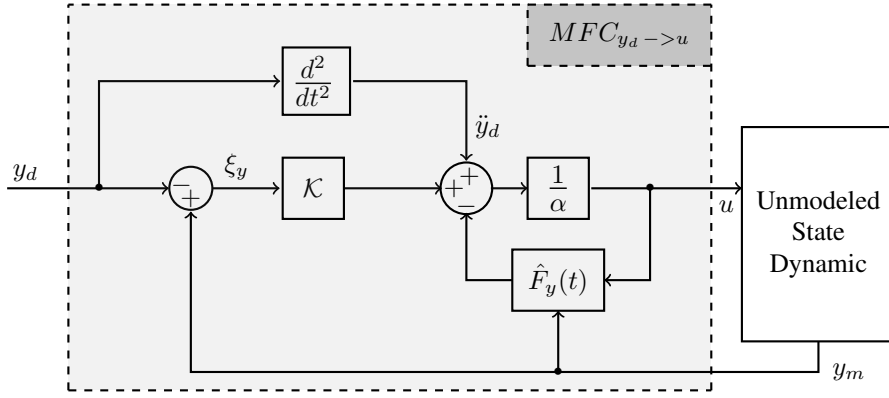 MFC_{y_d −>u}
d²
dt²
ÿ_d
y_d
ξ_y
−
+
K
+
+
−
1
α
u
Unmodeled
State
Dynamic
F̂_y(t)
y_m